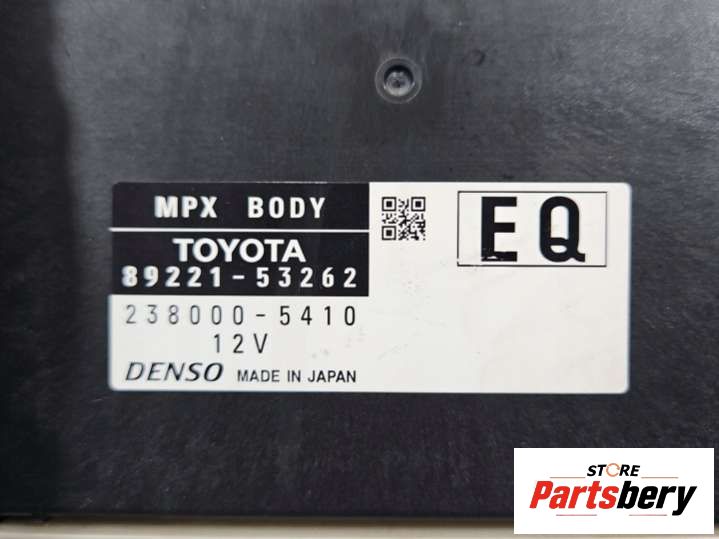 MPX BODY
EQ
TOYOTA
89221-53262
238000-5410
12V
DENSO MADE IN JAPAN
STORE
Partsbery